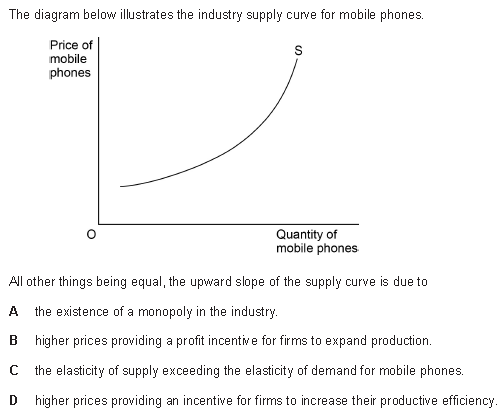 The diagram below illustrates the industry supply curve for mobile phones.
Price of
mobile
phones
S
O
Quantity of
mobile phones
All other things being equal, the upward slope of the supply curve is due to
A the existence of a monopoly in the industry.
B higher prices providing a profit incentive for firms to expand production.
C the elasticity of supply exceeding the elasticity of demand for mobile phones.
D higher prices providing an incentive for firms to increase their productive efficiency.